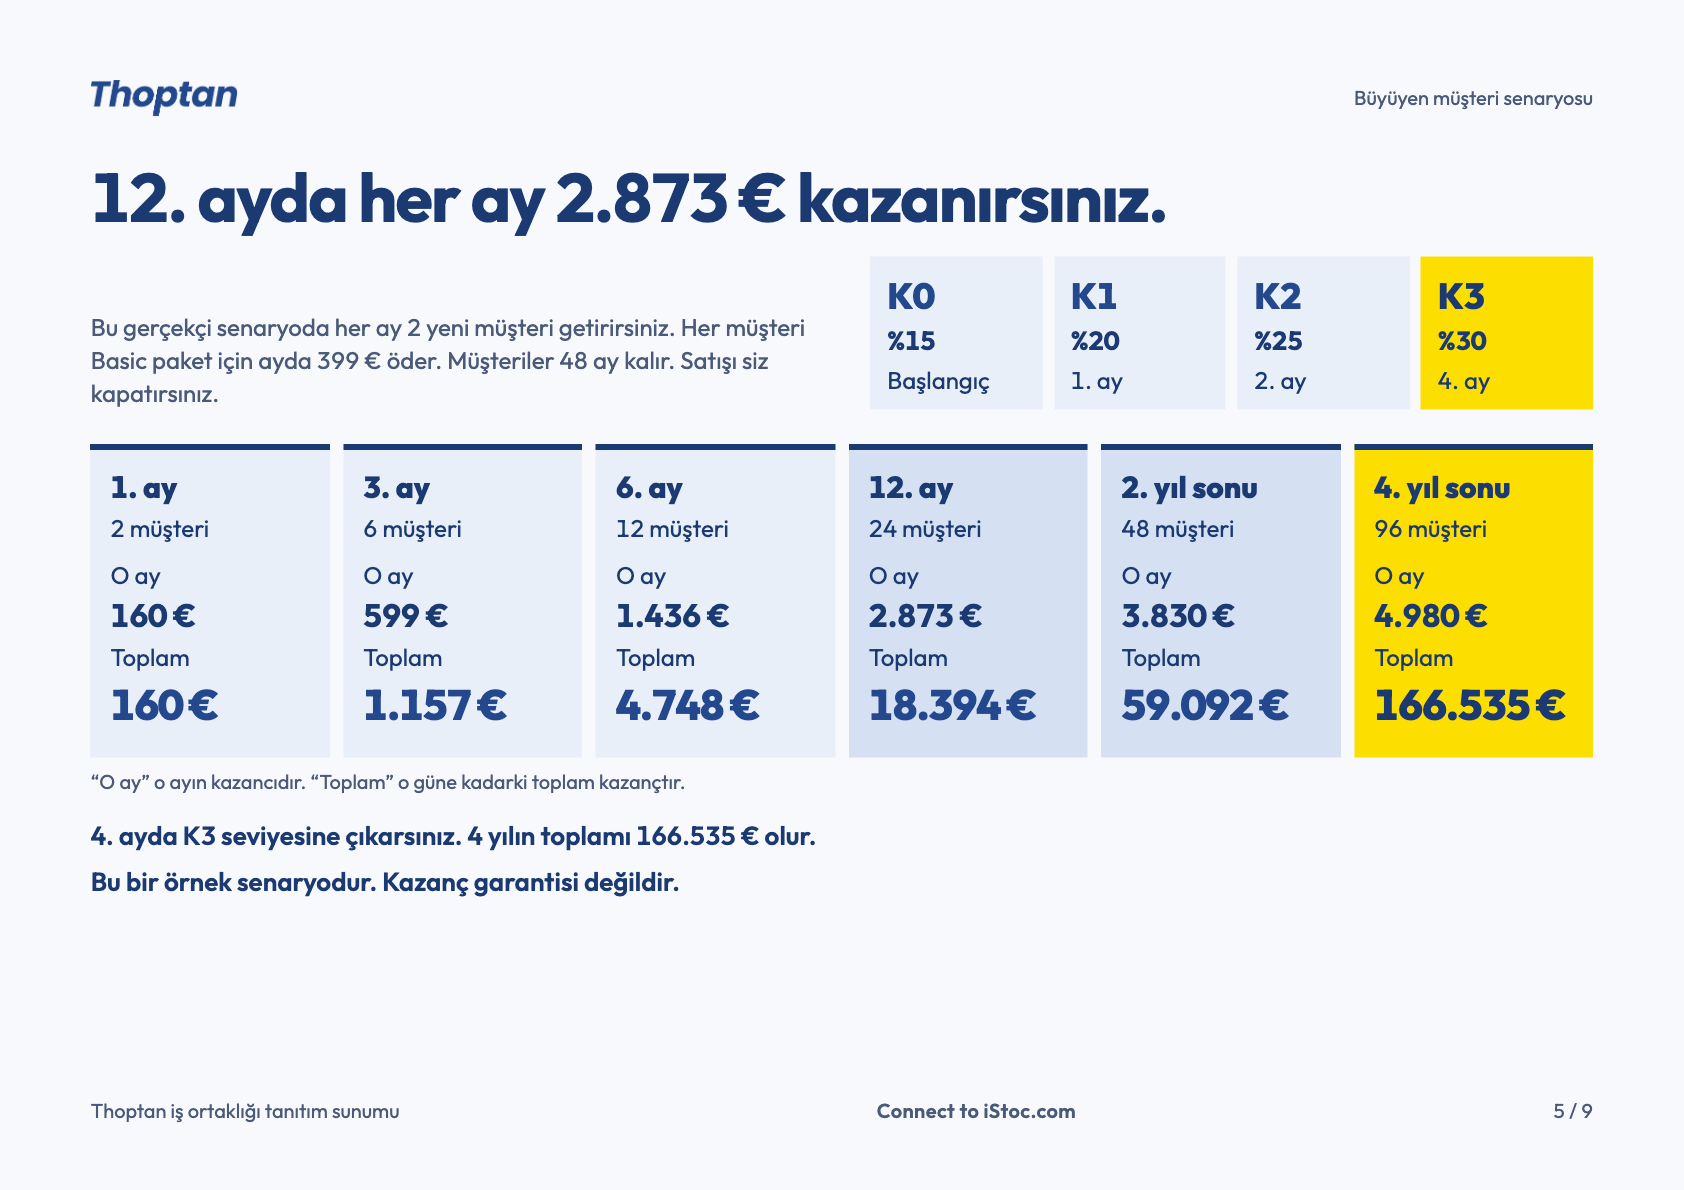 Thoptan
Büyüyen müşteri senaryosu
12. ayda her ay 2.873 € kazanırsınız.
Bu gerçekçi senaryoda her ay 2 yeni müşteri getirirsiniz. Her müşteri
Basic paket için ayda 399 € öder. Müşteriler 48 ay kalır. Satışı siz
kapatırsınız.
K0
%15
Başlangıç
K1
%20
1. ay
K2
%25
2. ay
K3
%30
4. ay
1. ay
2 müşteri
O ay
160 €
Toplam
160 €
3. ay
6 müşteri
O ay
599 €
Toplam
1.157 €
6. ay
12 müşteri
O ay
1.436 €
Toplam
4.748 €
12. ay
24 müşteri
O ay
2.873 €
Toplam
18.394 €
2. yıl sonu
48 müşteri
O ay
3.830 €
Toplam
59.092 €
4. yıl sonu
96 müşteri
O ay
4.980 €
Toplam
166.535 €
“O ay” o ayın kazancıdır. “Toplam” o güne kadarki toplam kazançtır.
4. ayda K3 seviyesine çıkarsınız. 4 yılın toplamı 166.535 € olur.
Bu bir örnek senaryodur. Kazanç garantisi değildir.
Thoptan iş ortaklığı tanıtım sunumu
Connect to iStoc.com
5 / 9